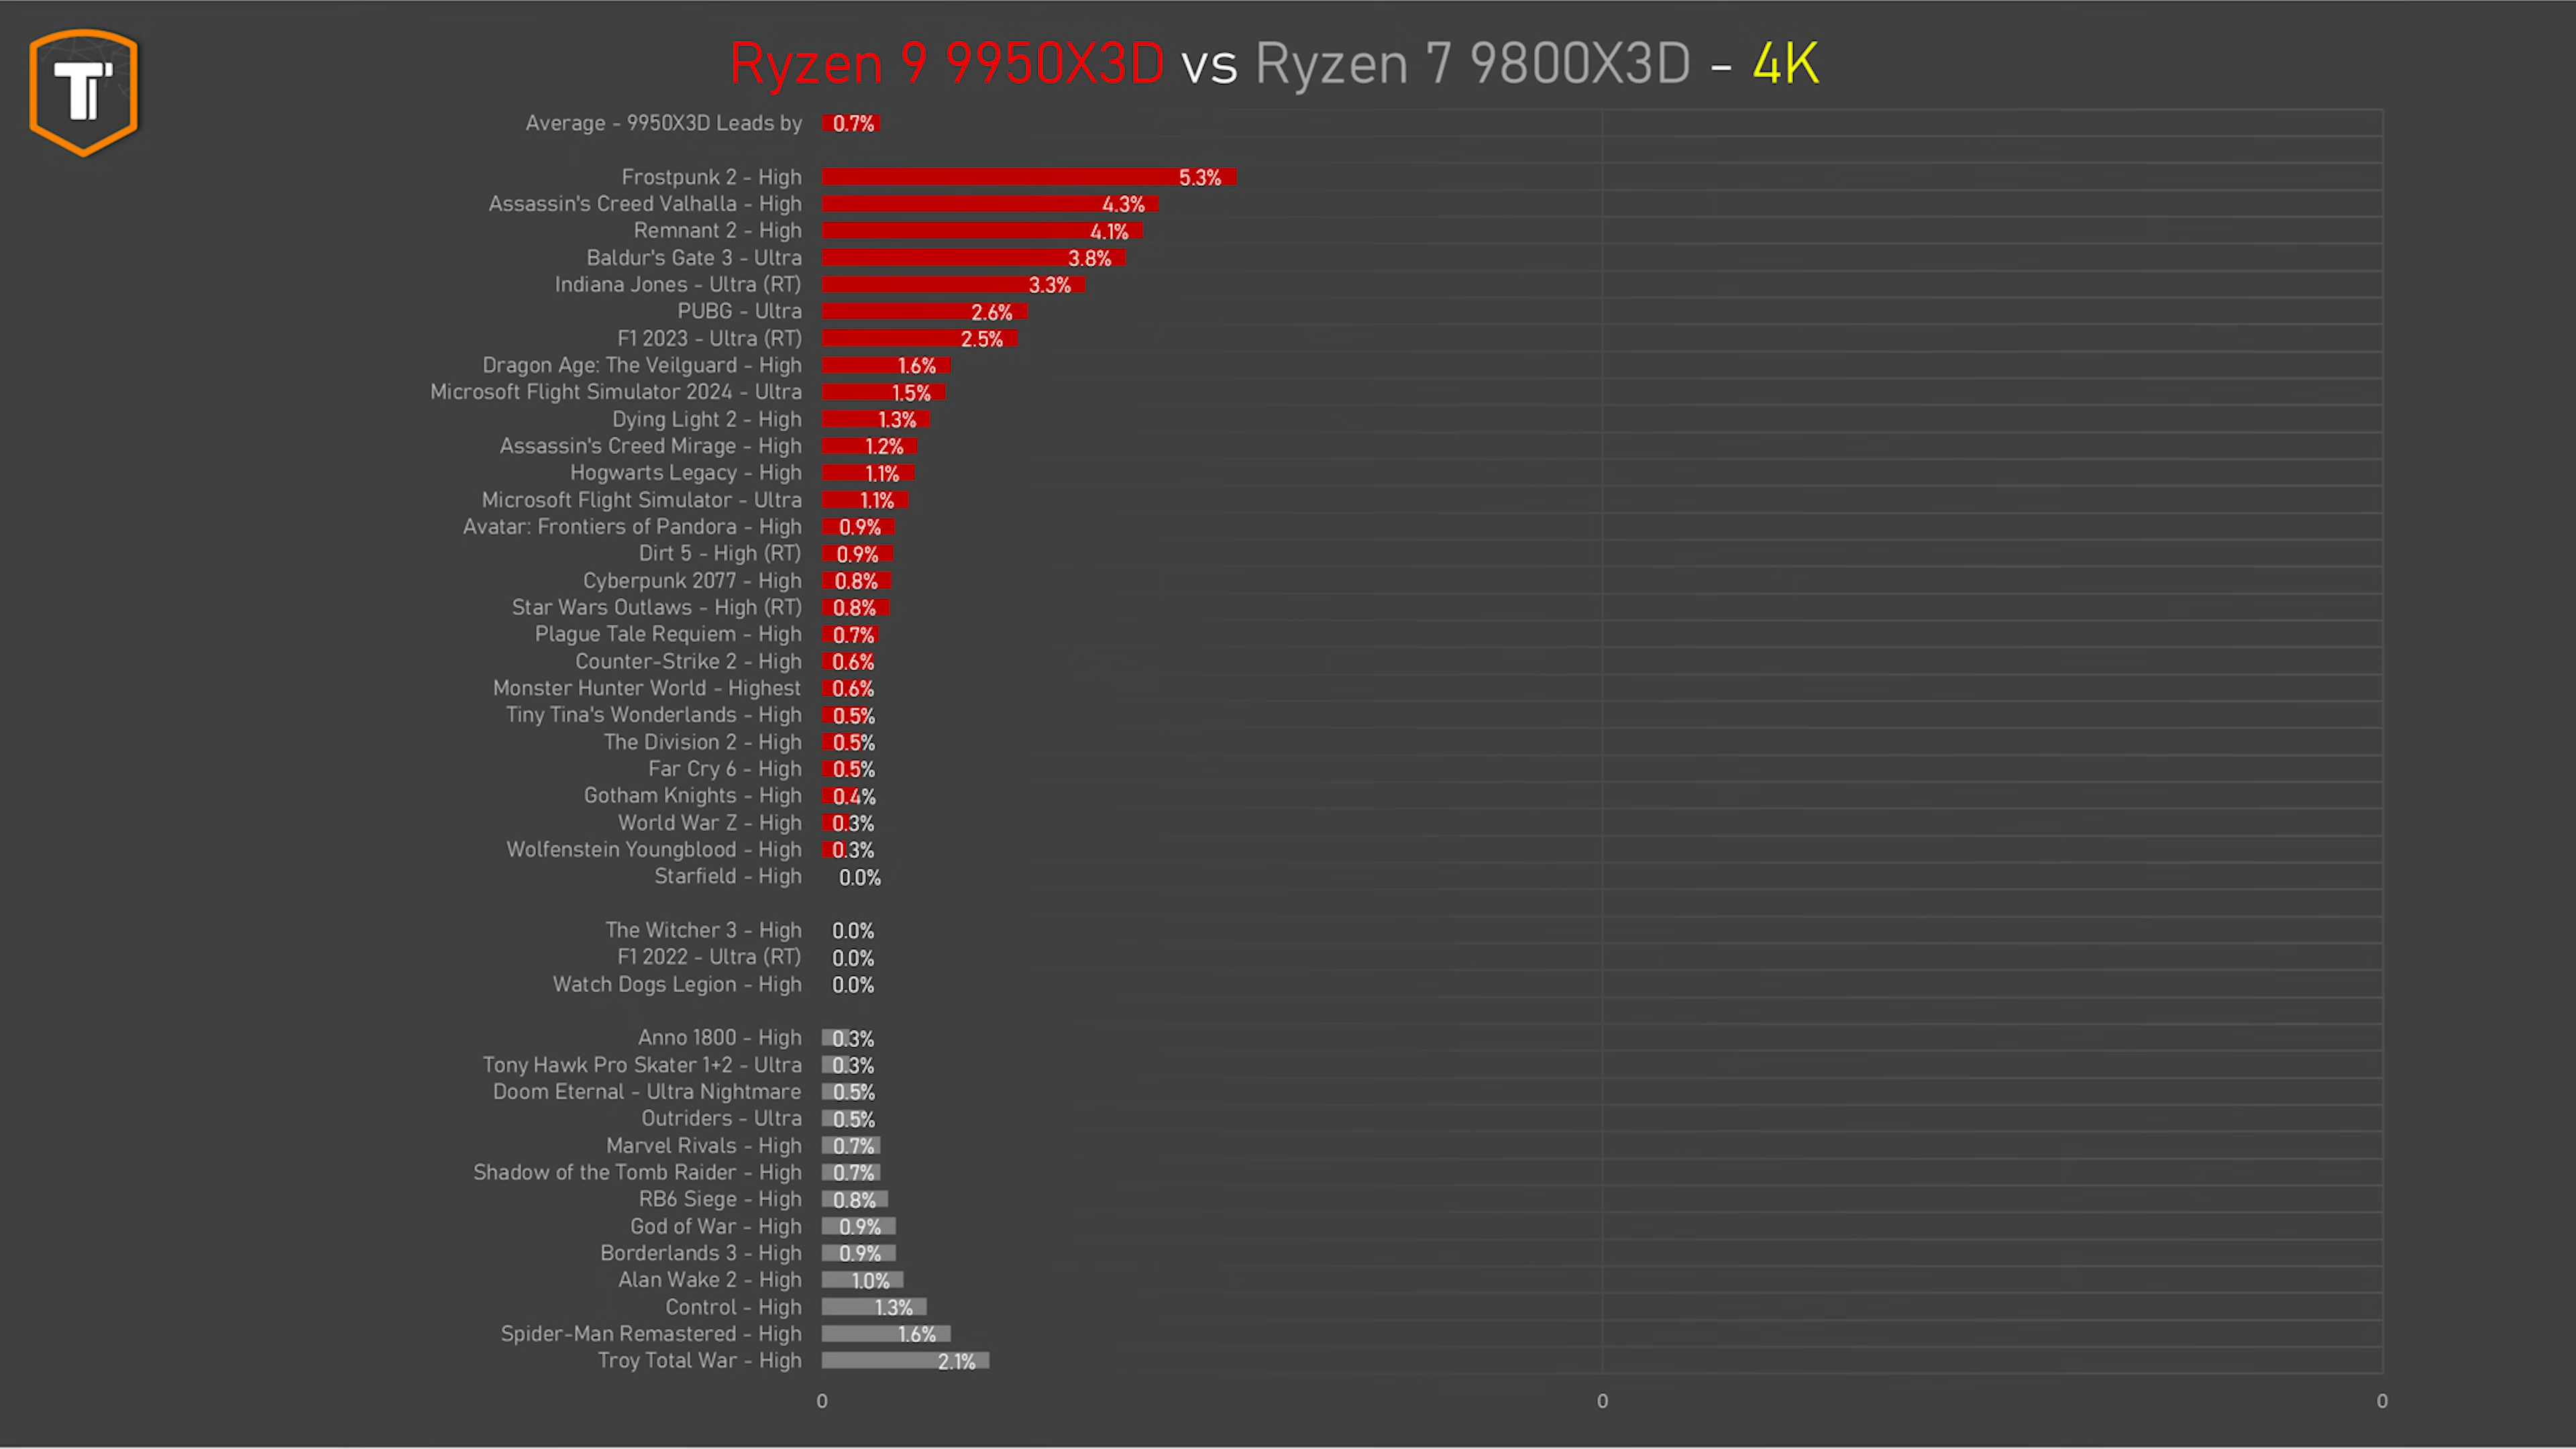 T
Ryzen 9 9950X3D vs Ryzen 7 9800X3D - 4K
Average - 9950X3D Leads by 0.7%
Frostpunk 2 - High 5.3%
Assassin's Creed Valhalla - High 4.3%
Remnant 2 - High 4.1%
Baldur's Gate 3 - Ultra 3.8%
Indiana Jones - Ultra (RT) 3.3%
PUBG - Ultra 2.6%
F1 2023 - Ultra (RT) 2.5%
Dragon Age: The Veilguard - High 1.6%
Microsoft Flight Simulator 2024 - Ultra 1.5%
Dying Light 2 - High 1.3%
Assassin's Creed Mirage - High 1.2%
Hogwarts Legacy - High 1.1%
Microsoft Flight Simulator - Ultra 1.1%
Avatar: Frontiers of Pandora - High 0.9%
Dirt 5 - High (RT) 0.9%
Cyberpunk 2077 - High 0.8%
Star Wars Outlaws - High (RT) 0.8%
Plague Tale Requiem - High 0.7%
Counter-Strike 2 - High 0.6%
Monster Hunter World - Highest 0.6%
Tiny Tina's Wonderlands - High 0.5%
The Division 2 - High 0.5%
Far Cry 6 - High 0.5%
Gotham Knights - High 0.4%
World War Z - High 0.3%
Wolfenstein Youngblood - High 0.3%
Starfield - High 0.0%
The Witcher 3 - High 0.0%
F1 2022 - Ultra (RT) 0.0%
Watch Dogs Legion - High 0.0%
Anno 1800 - High 0.3%
Tony Hawk Pro Skater 1+2 - Ultra 0.3%
Doom Eternal - Ultra Nightmare 0.5%
Outriders - Ultra 0.5%
Marvel Rivals - High 0.7%
Shadow of the Tomb Raider - High 0.7%
RB6 Siege - High 0.8%
God of War - High 0.9%
Borderlands 3 - High 0.9%
Alan Wake 2 - High 1.0%
Control - High 1.3%
Spider-Man Remastered - High 1.6%
Troy Total War - High 2.1%
0 0 0